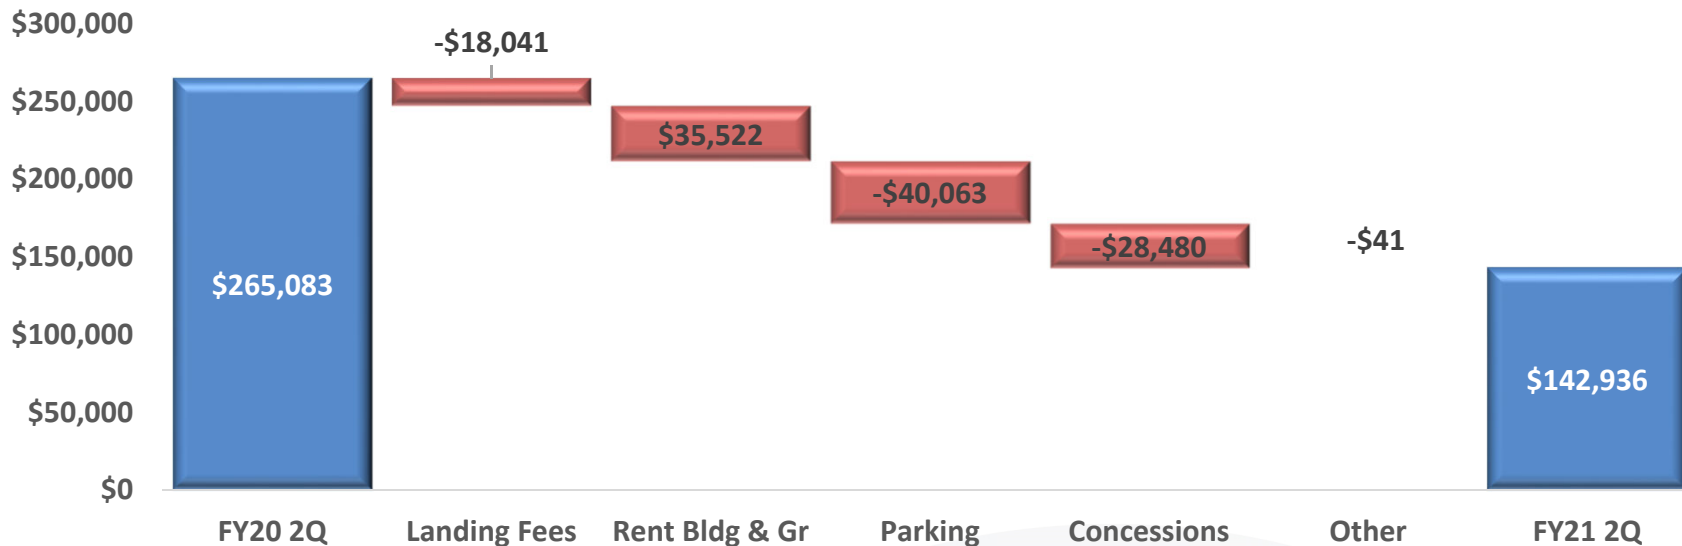 $300,000
$250,000
$200,000
$150,000
$100,000
$50,000
$0
$265,083
-$18,041
$35,522
-$40,063
-$28,480
-$41
$142,936
FY20 2Q
Landing Fees
Rent Bldg & Gr
Parking
Concessions
Other
FY21 2Q